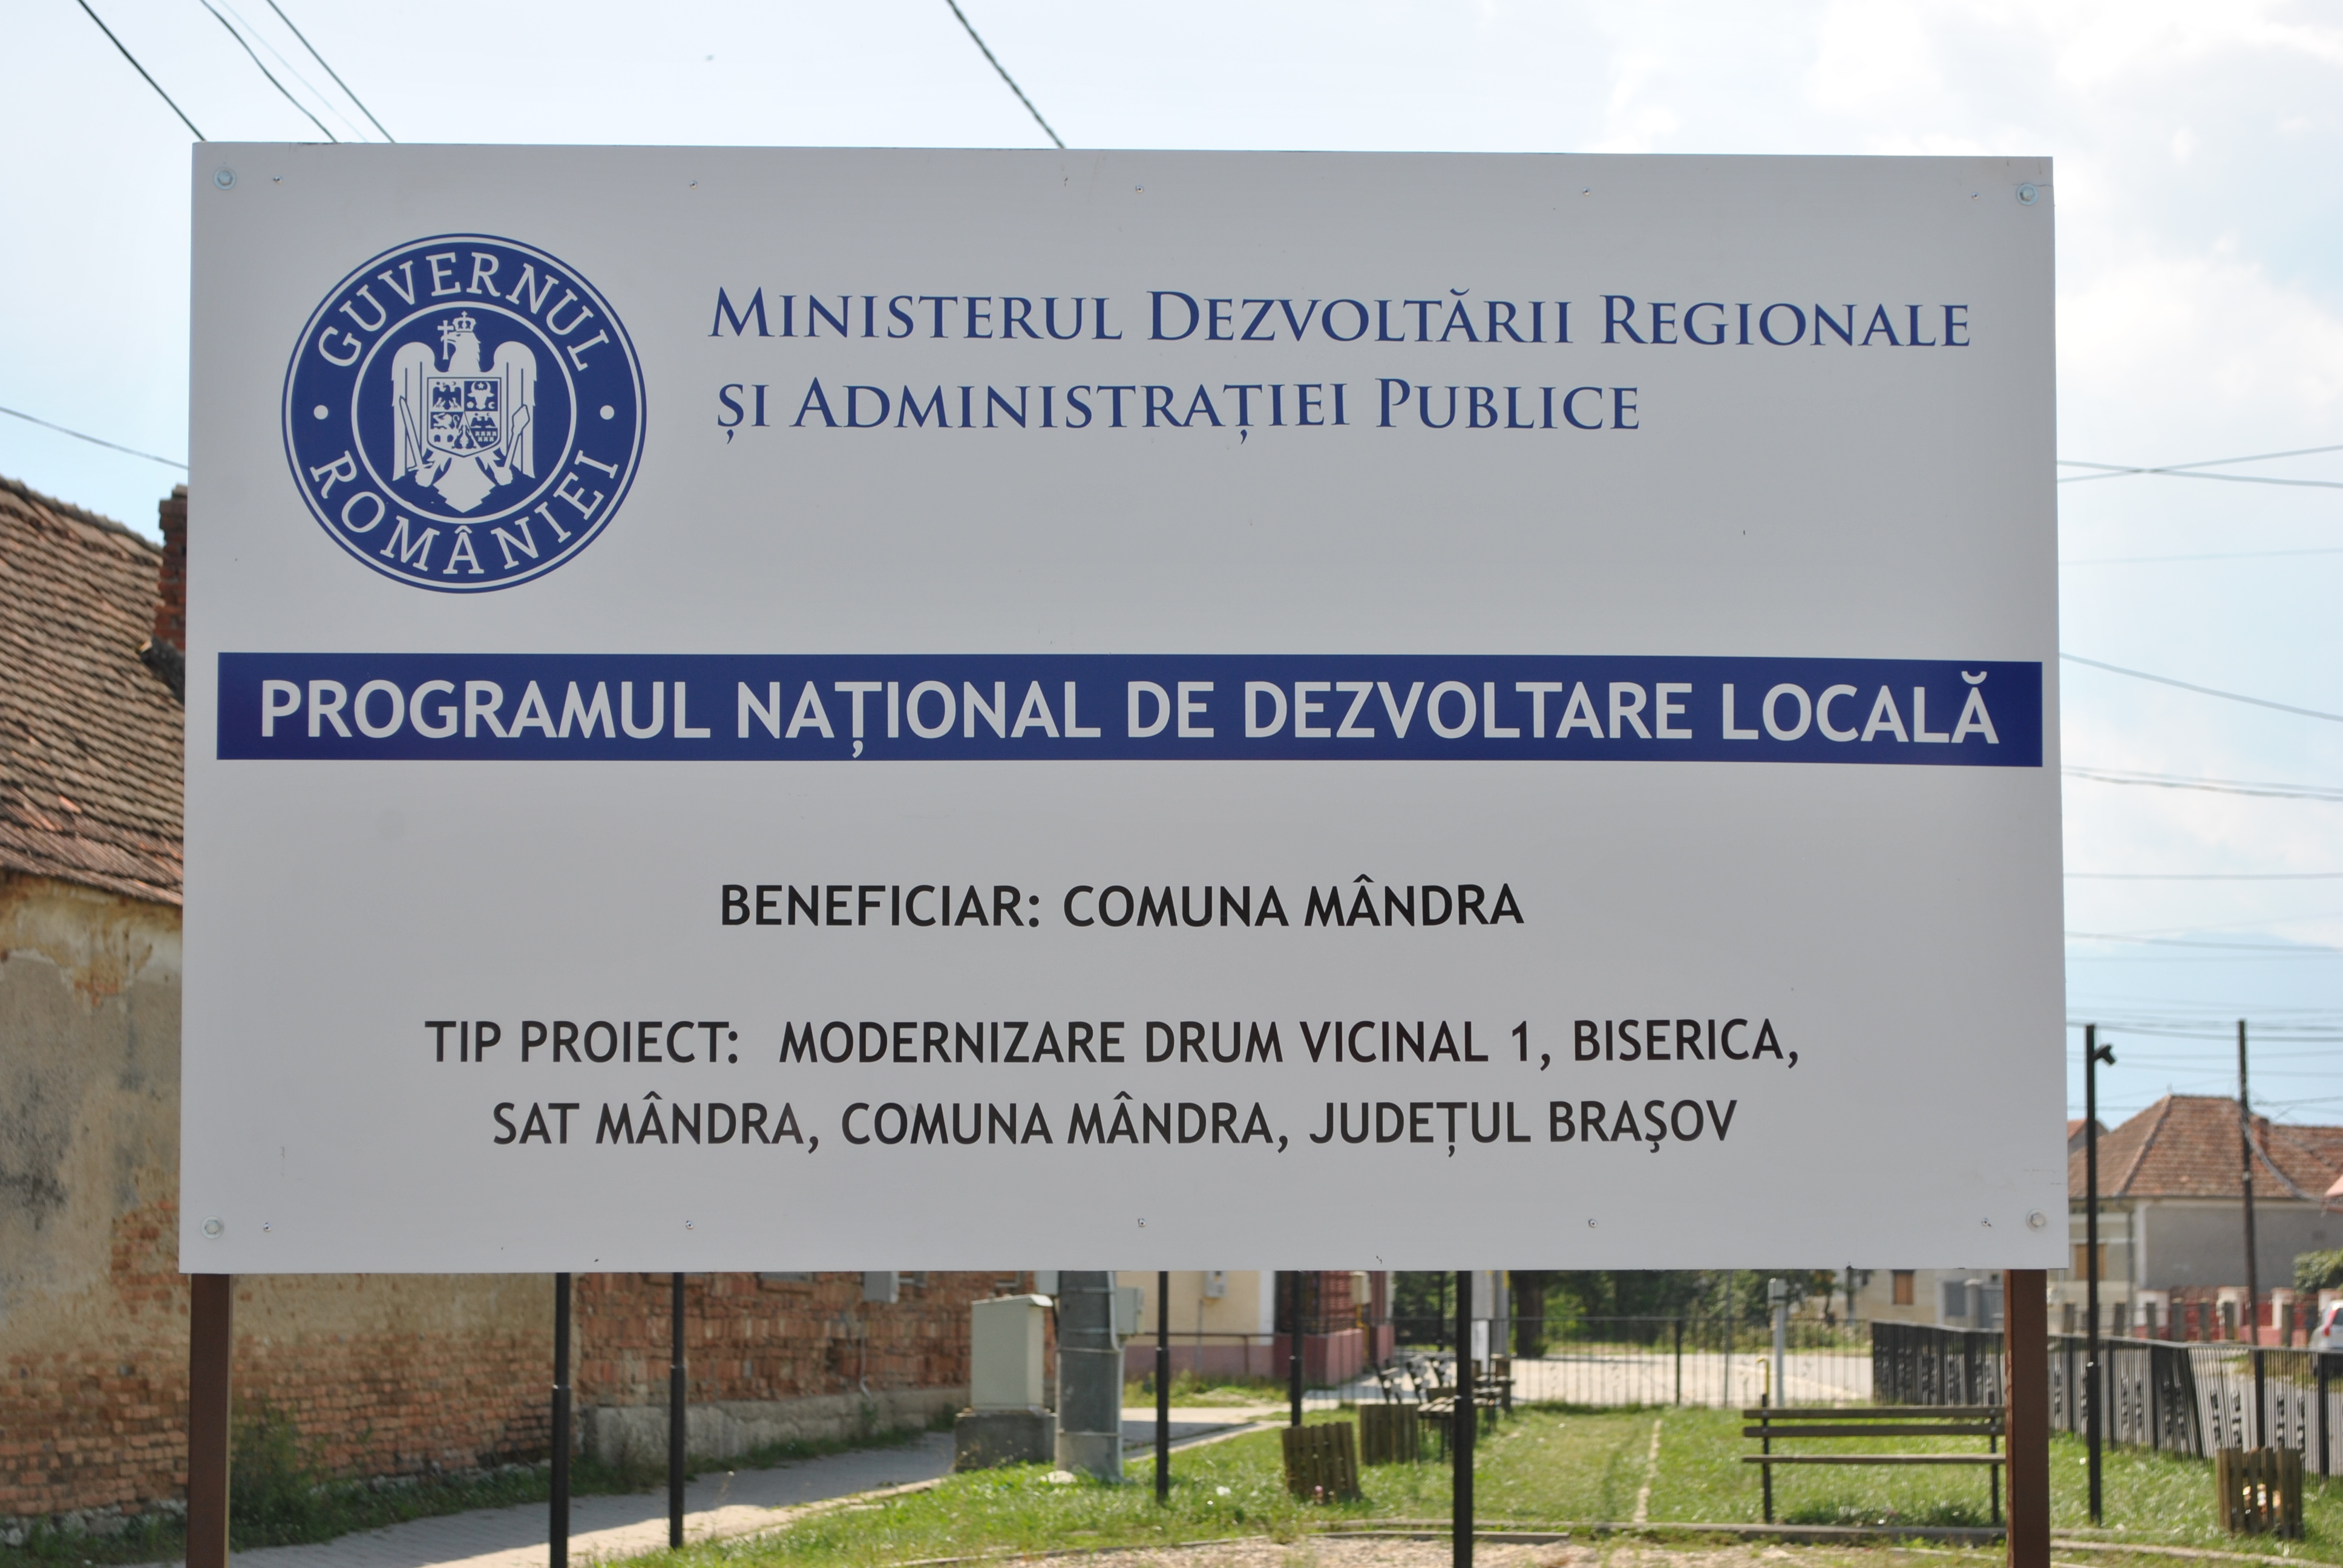 GUVERNUL
ROMÂNIEI
MINISTERUL DEZVOLTĂRII REGIONALE
ȘI ADMINISTRAȚIEI PUBLICE
PROGRAMUL NAȚIONAL DE DEZVOLTARE LOCALĂ
BENEFICIAR: COMUNA MÂNDRA
TIP PROIECT: MODERNIZARE DRUM VICINAL 1, BISERICA,
SAT MÂNDRA, COMUNA MÂNDRA, JUDEȚUL BRAŞOV